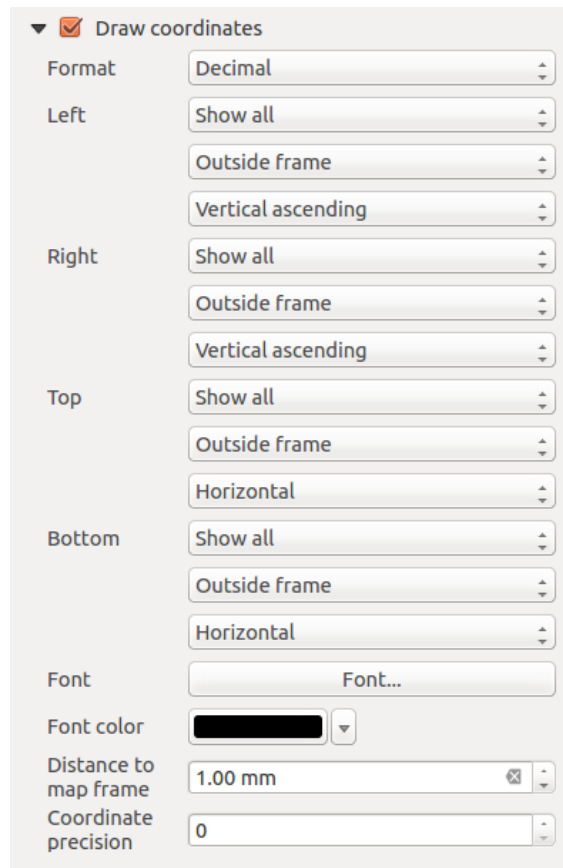 Draw coordinates
Format Decimal
Left Show all
Outside frame
Vertical ascending
Right Show all
Outside frame
Vertical ascending
Top Show all
Outside frame
Horizontal
Bottom Show all
Outside frame
Horizontal
Font Font...
Font color
Distance to
map frame 1.00 mm
Coordinate
precision 0